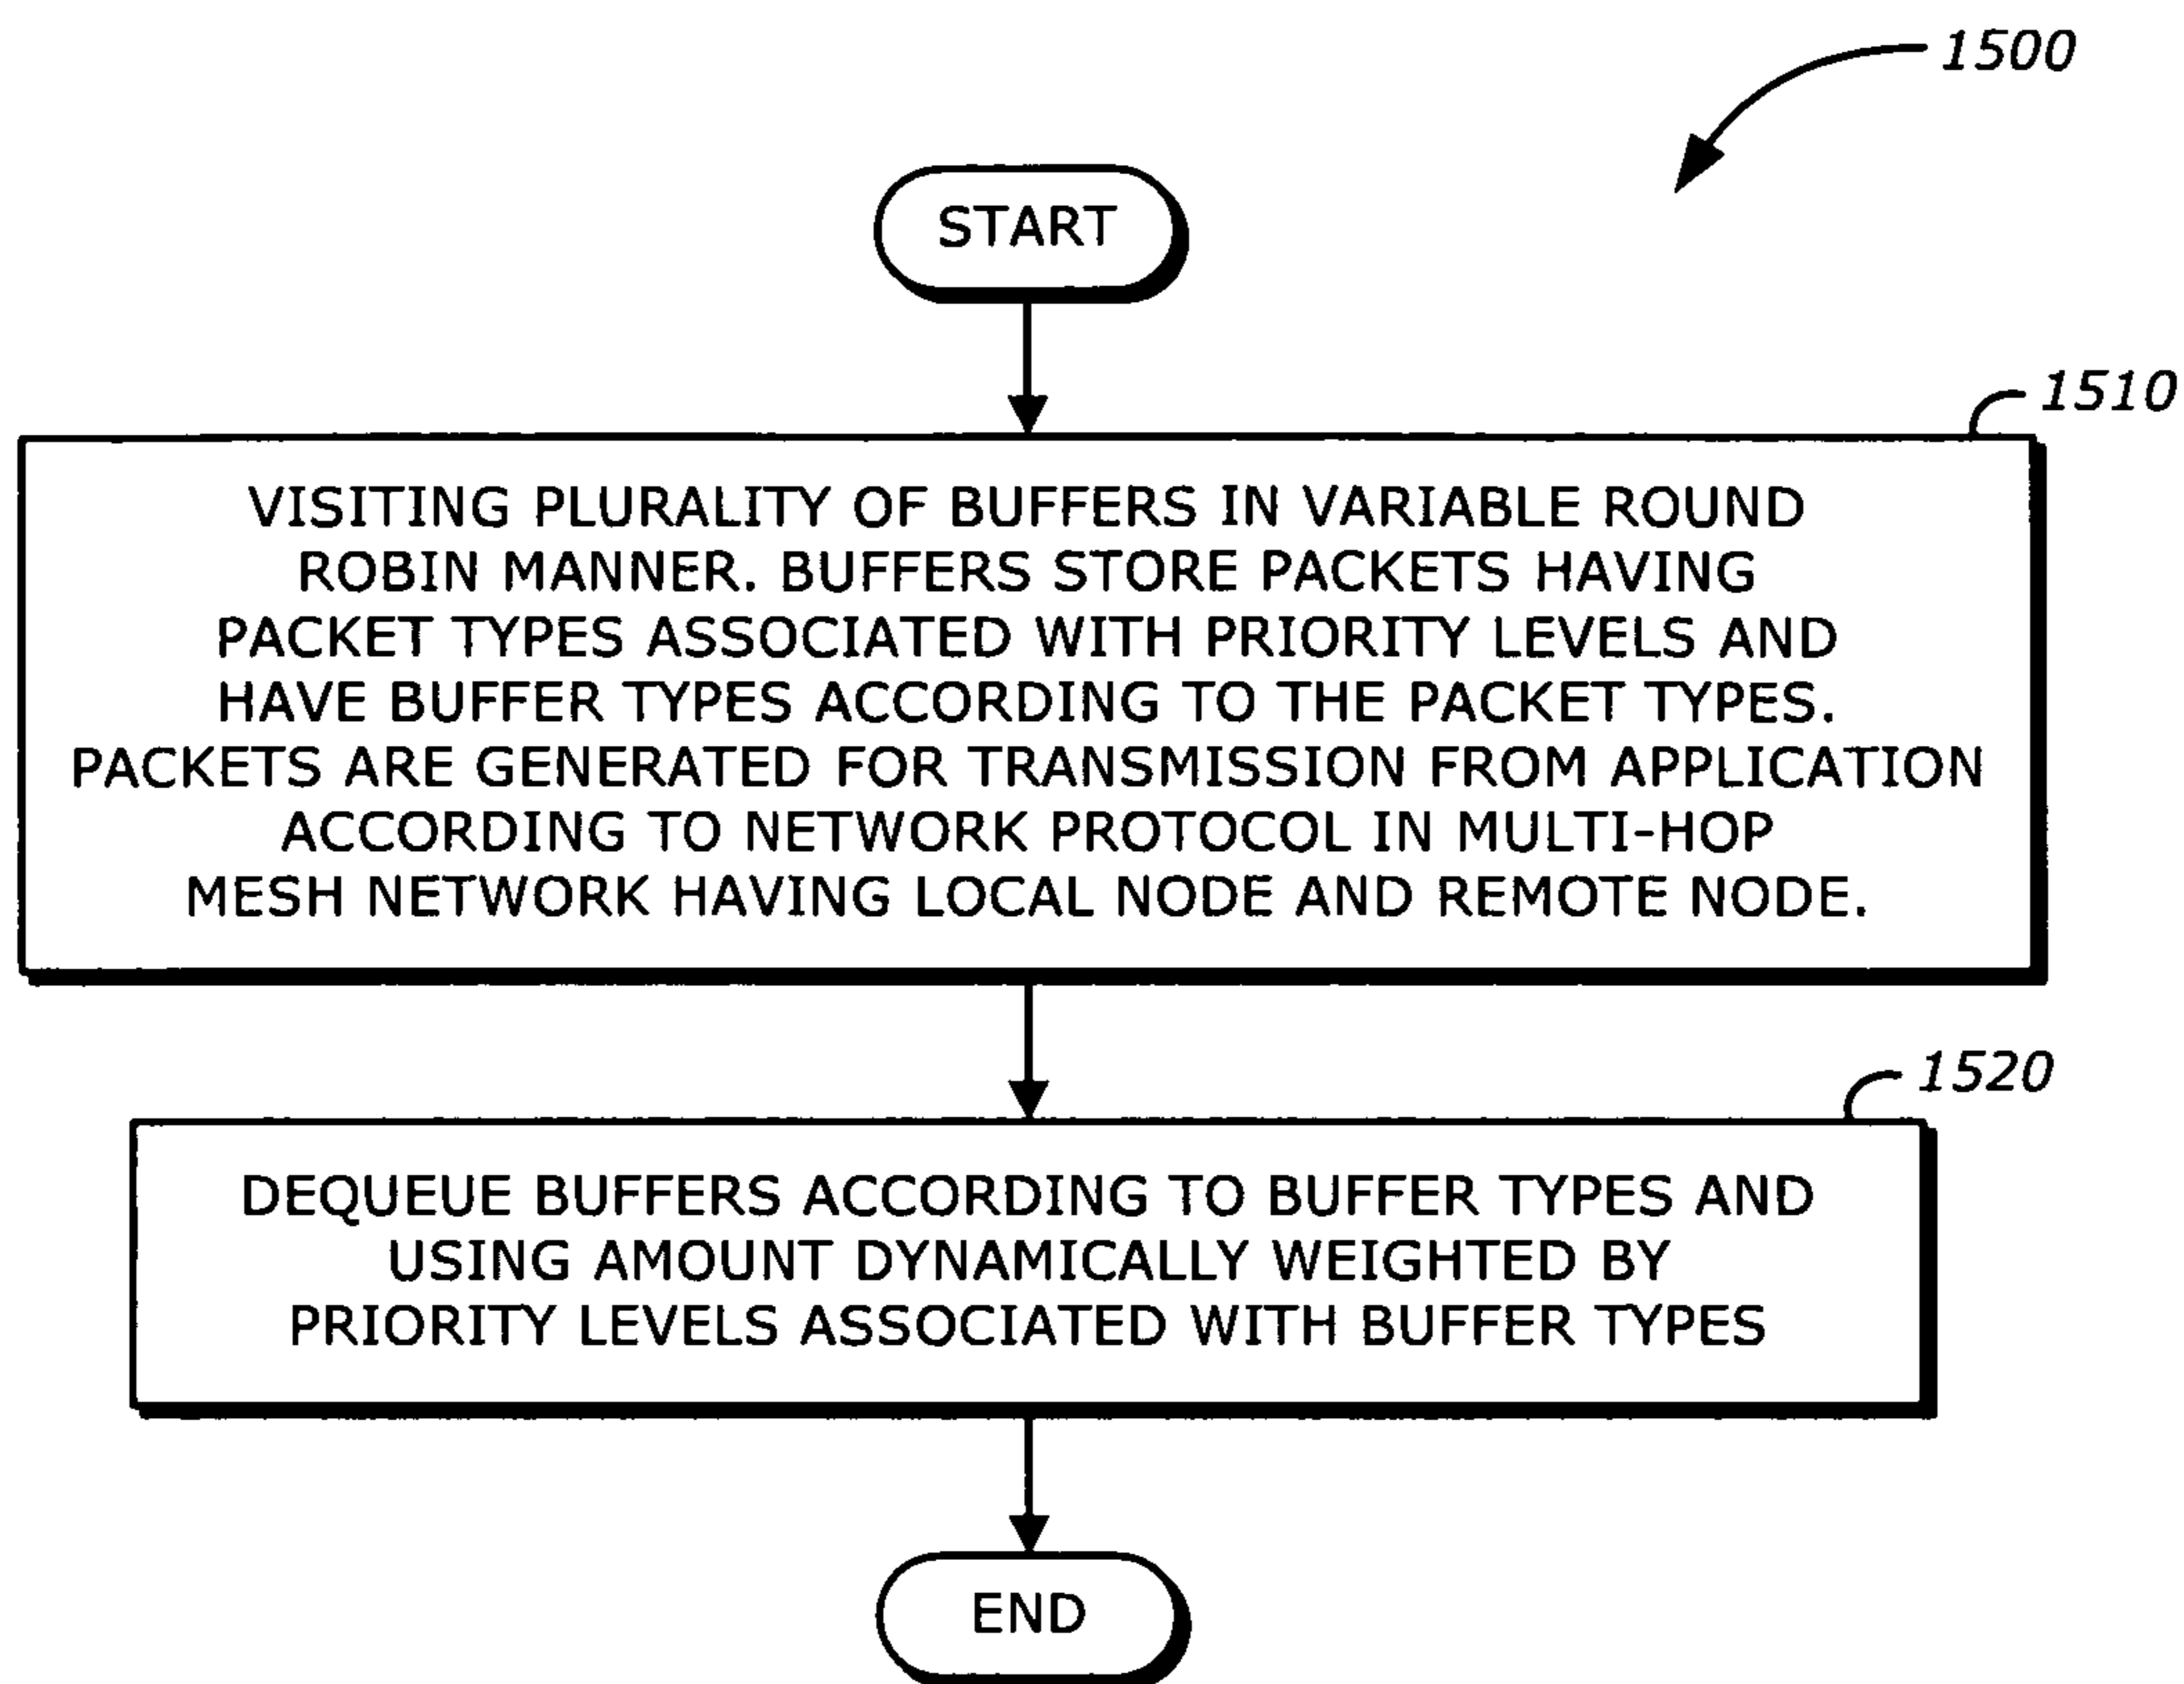 1500
START
1510
VISITING PLURALITY OF BUFFERS IN VARIABLE ROUND
ROBIN MANNER. BUFFERS STORE PACKETS HAVING
PACKET TYPES ASSOCIATED WITH PRIORITY LEVELS AND
HAVE BUFFER TYPES ACCORDING TO THE PACKET TYPES.
PACKETS ARE GENERATED FOR TRANSMISSION FROM APPLICATION
ACCORDING TO NETWORK PROTOCOL IN MULTI-HOP
MESH NETWORK HAVING LOCAL NODE AND REMOTE NODE.
1520
DEQUEUE BUFFERS ACCORDING TO BUFFER TYPES AND
USING AMOUNT DYNAMICALLY WEIGHTED BY
PRIORITY LEVELS ASSOCIATED WITH BUFFER TYPES
END